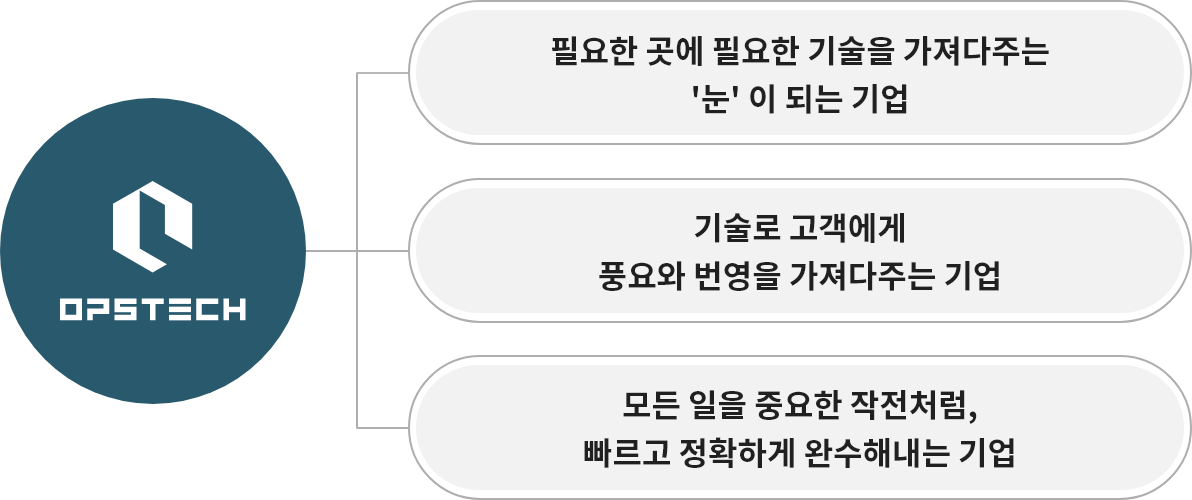 OPSTECH
필요한 곳에 필요한 기술을 가져다주는
'눈' 이 되는 기업
기술로 고객에게
풍요와 번영을 가져다주는 기업
모든 일을 중요한 작전처럼,
빠르고 정확하게 완수해내는 기업